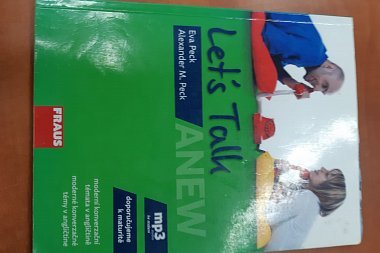 Eva Peck
Alexander M. Peck
Let's Talk
ANEW
mp3
doporučujeme
k maturitě
moderní konverzační
témata v angličtině
moderné konverzačné
témy v angličtine
FRAUS